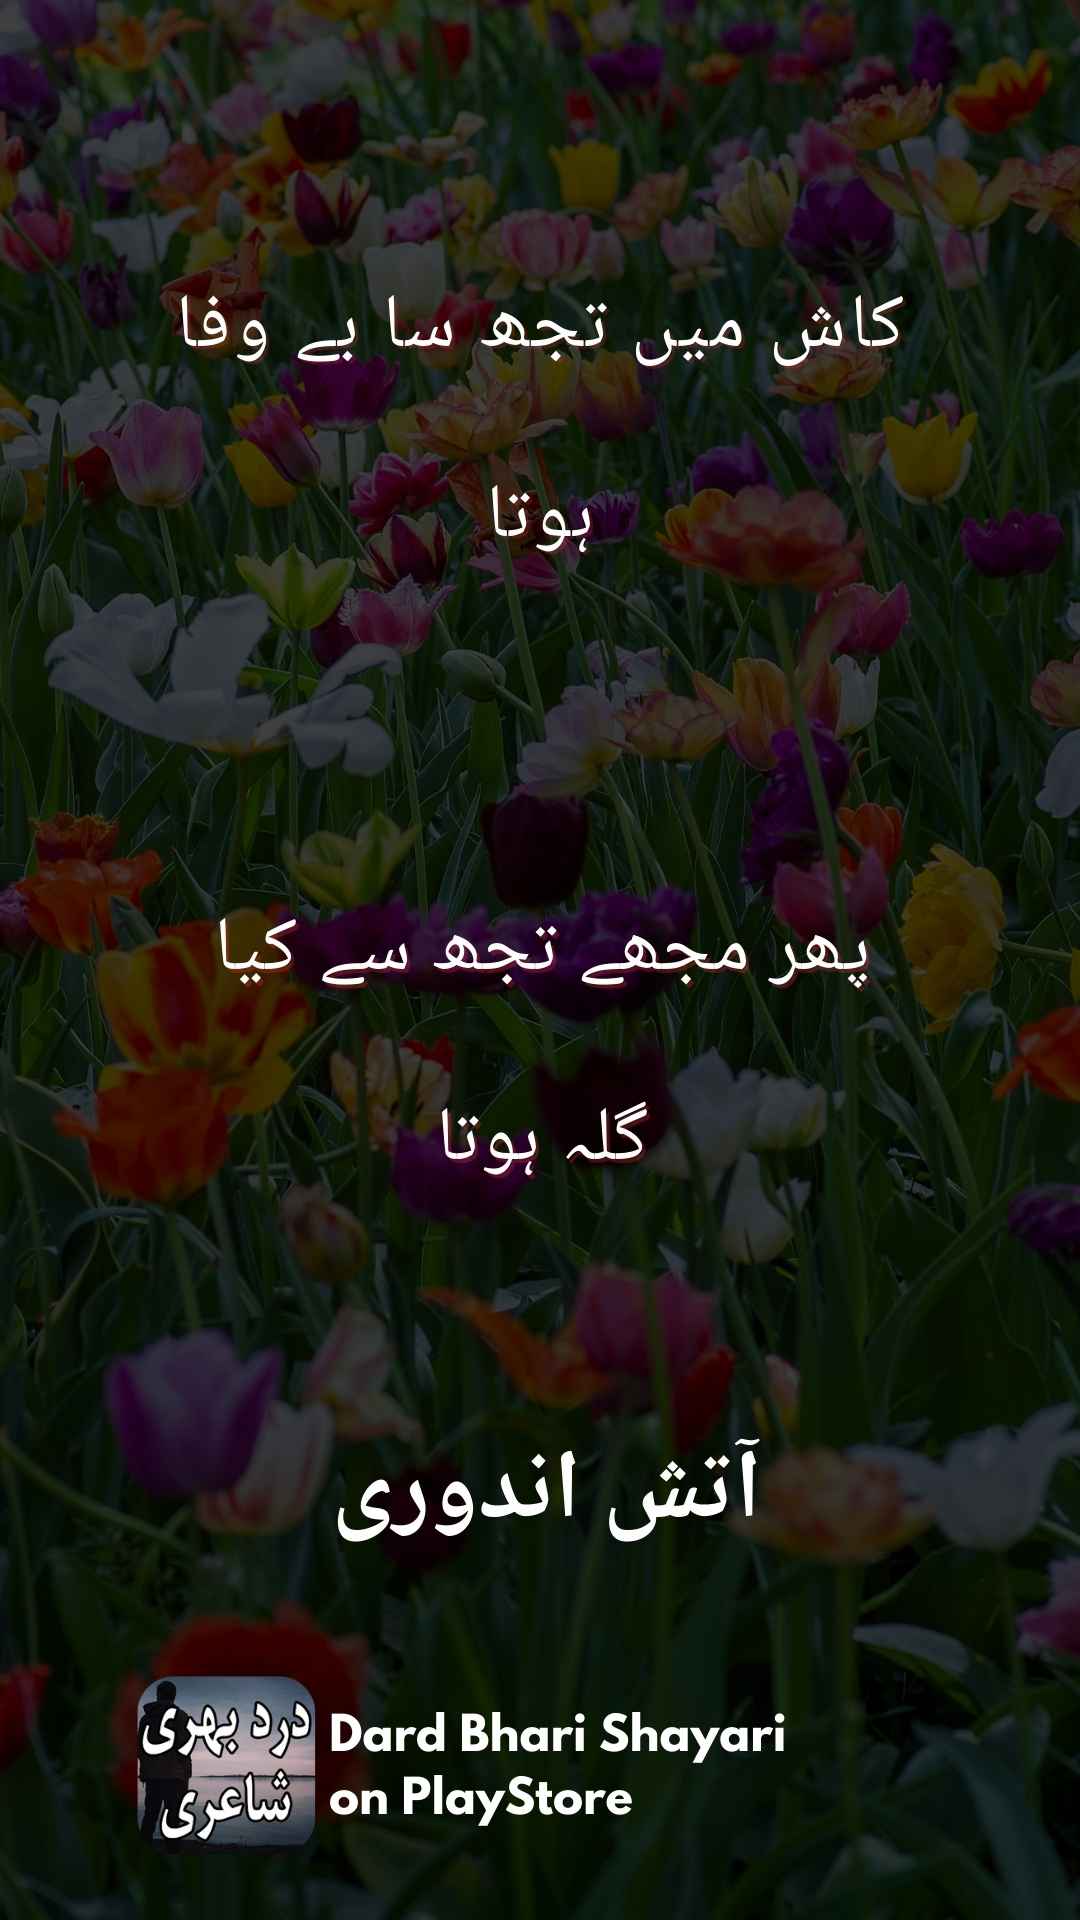 کاش میں تجھ سا بے وفا
ہوتا
پھر مجھے تجھ سے کیا
گلہ ہوتا
آتش اندوری
درد بھری
شاعری
Dard Bhari Shayari
on PlayStore